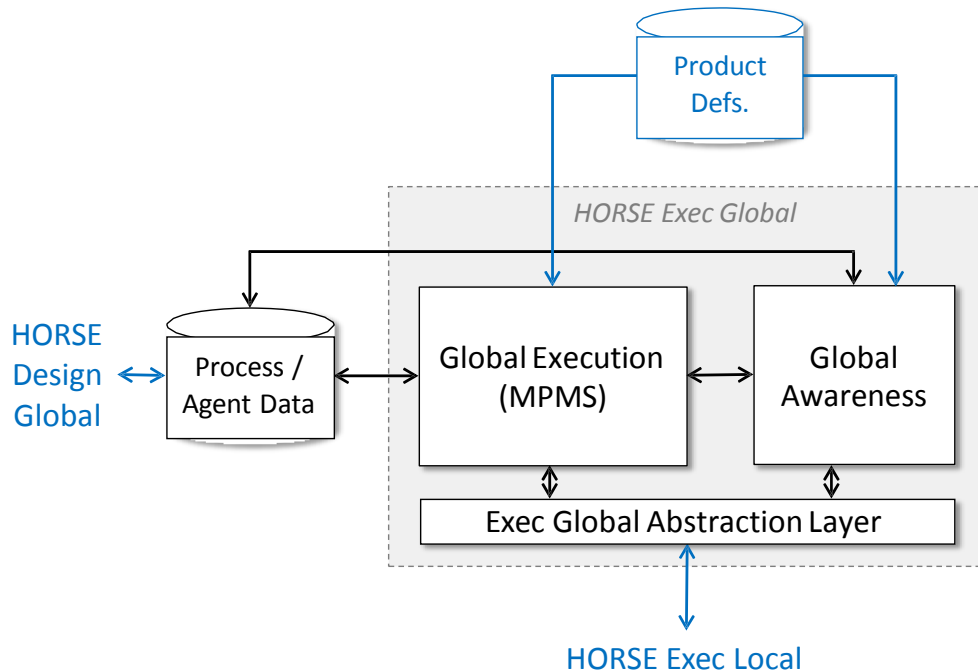 Product
Defs.
HORSE Exec Global
HORSE
Design
Global
Process /
Agent Data
Global Execution
(MPMS)
Global
Awareness
Exec Global Abstraction Layer
HORSE Exec Local